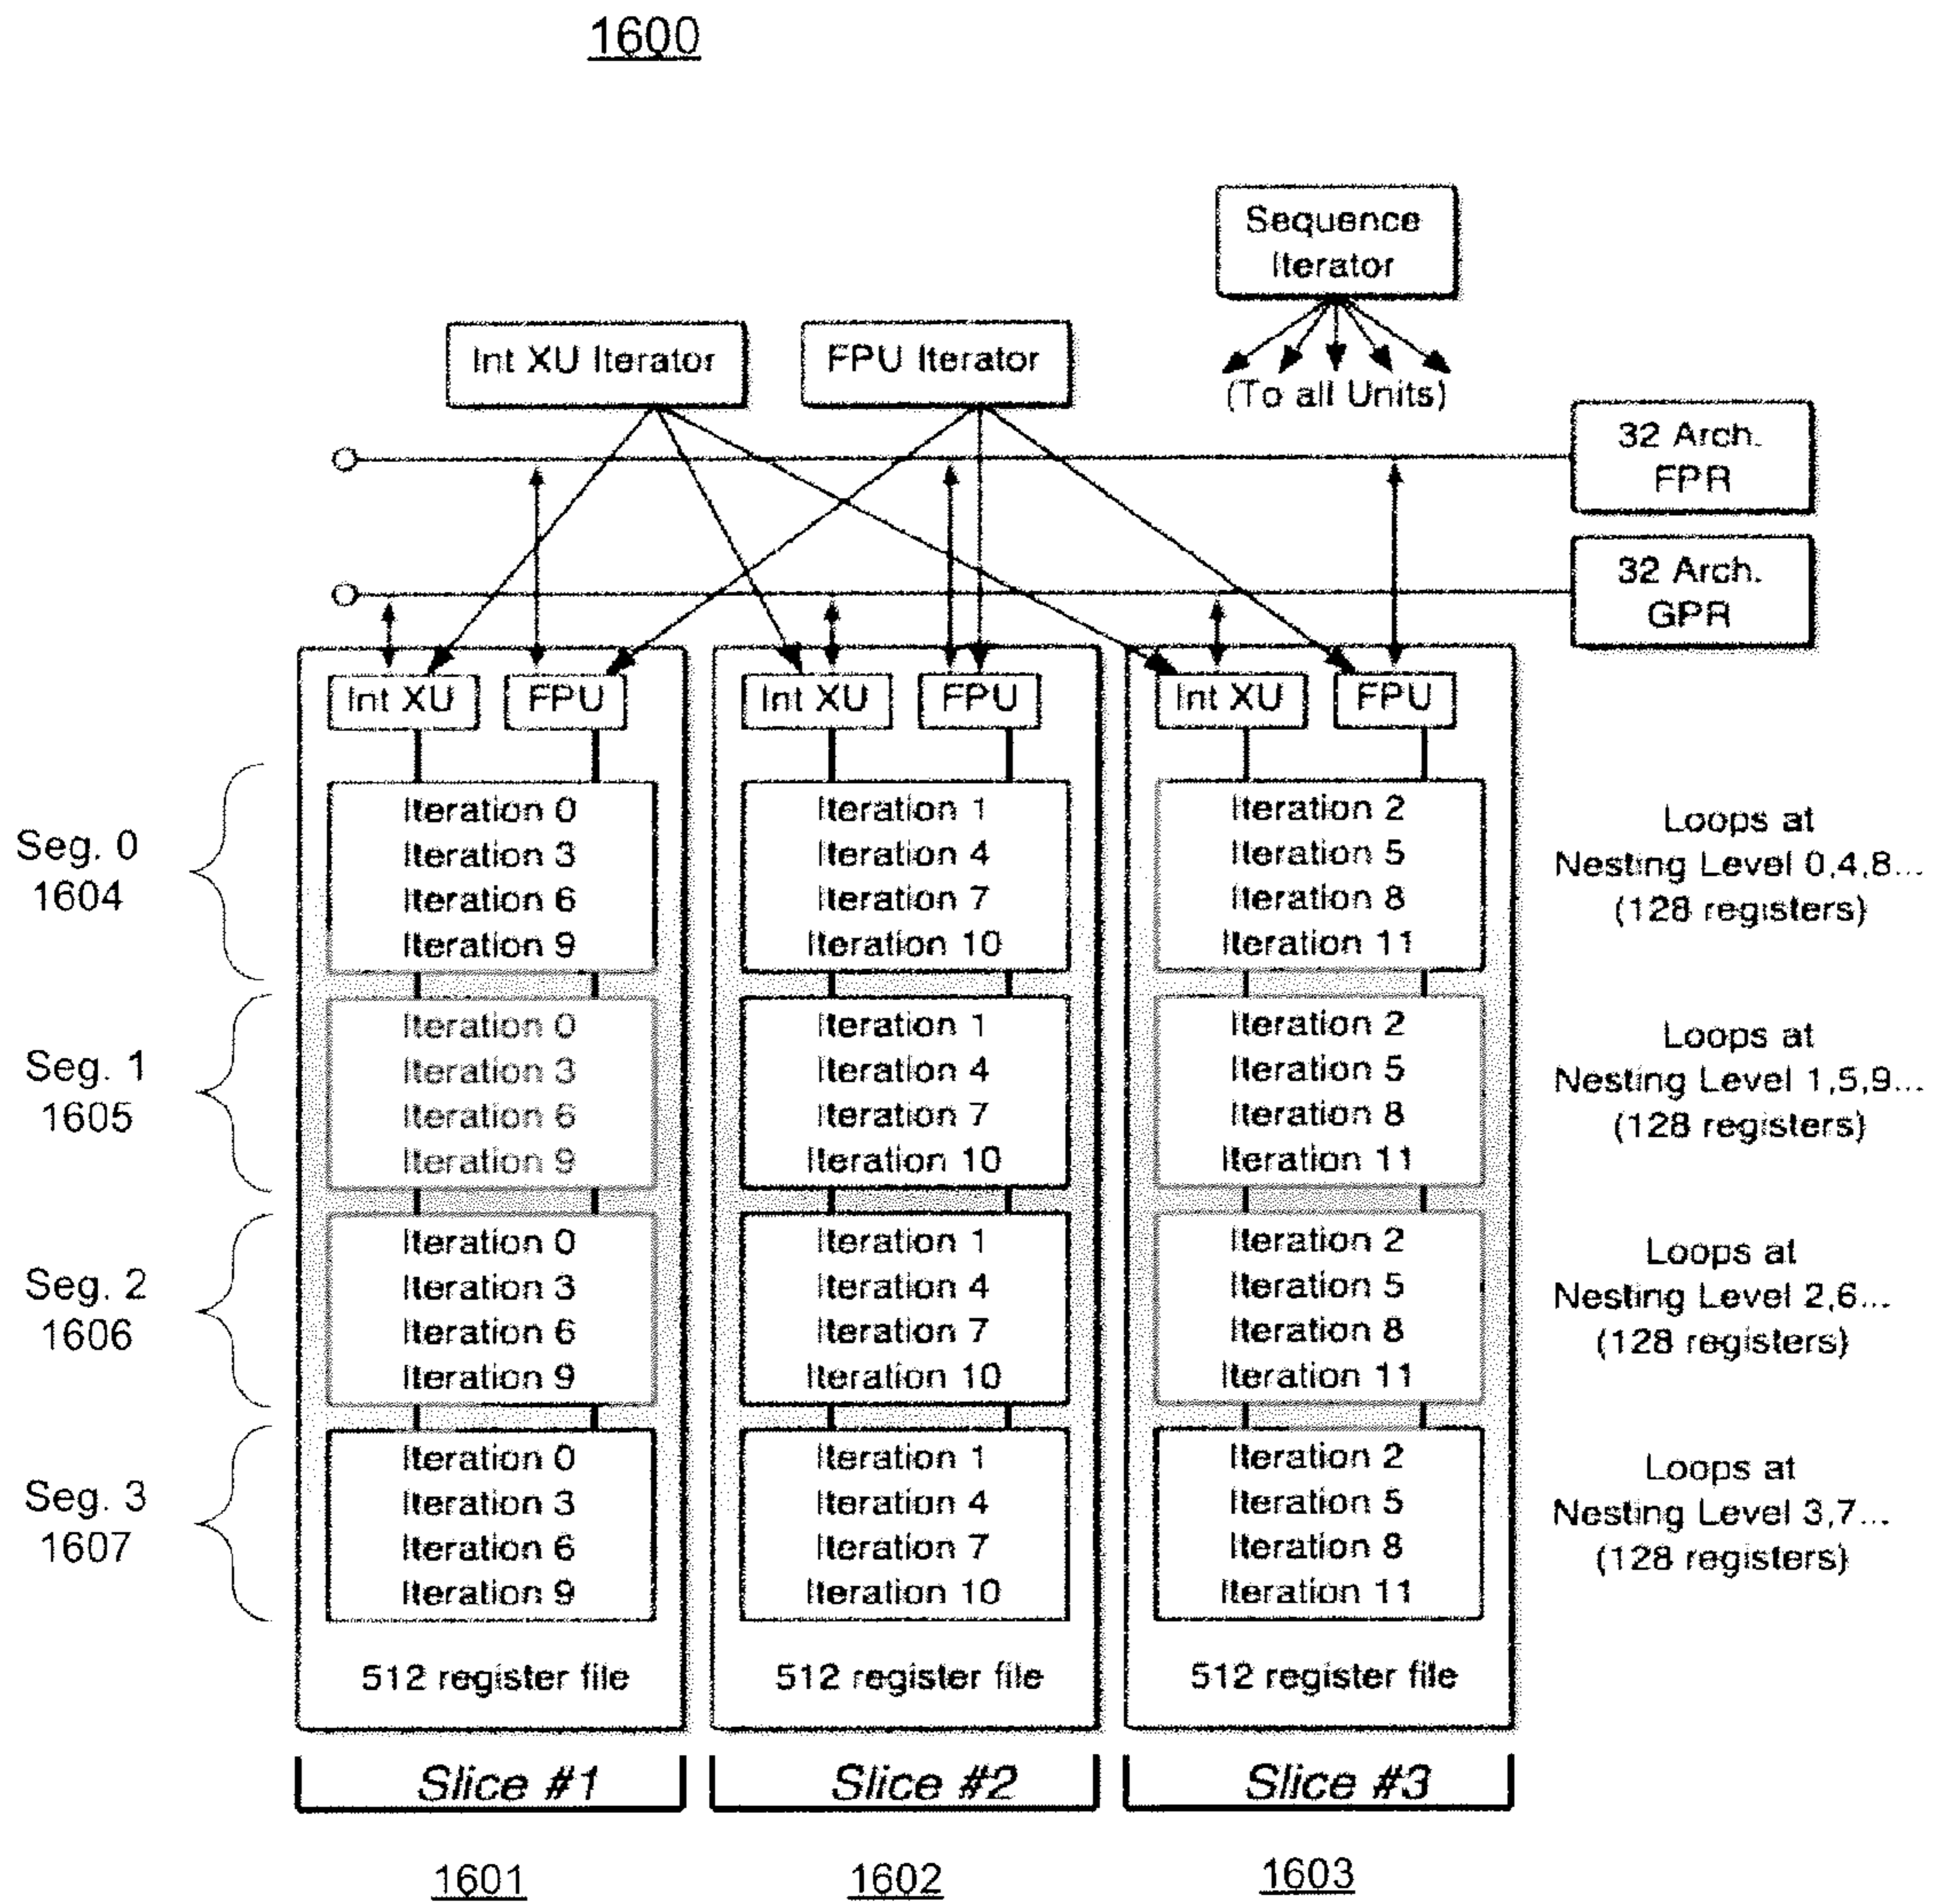 1600
Sequence
Iterator
Int XU Iterator
FPU Iterator
(To all Units)
32 Arch.
FPR
32 Arch.
GPR
Int XU
FPU
Int XU
FPU
Int XU
FPU
Seg. 0
1604
Iteration 0
Iteration 3
Iteration 6
Iteration 9
Iteration 1
Iteration 4
Iteration 7
Iteration 10
Iteration 2
Iteration 5
Iteration 8
Iteration 11
Loops at
Nesting Level 0,4,8...
(128 registers)
Seg. 1
1605
Iteration 0
Iteration 3
Iteration 6
Iteration 9
Iteration 1
Iteration 4
Iteration 7
Iteration 10
Iteration 2
Iteration 5
Iteration 8
Iteration 11
Loops at
Nesting Level 1,5,9...
(128 registers)
Seg. 2
1606
Iteration 0
Iteration 3
Iteration 6
Iteration 9
Iteration 1
Iteration 4
Iteration 7
Iteration 10
Iteration 2
Iteration 5
Iteration 8
Iteration 11
Loops at
Nesting Level 2,6...
(128 registers)
Seg. 3
1607
Iteration 0
Iteration 3
Iteration 6
Iteration 9
Iteration 1
Iteration 4
Iteration 7
Iteration 10
Iteration 2
Iteration 5
Iteration 8
Iteration 11
Loops at
Nesting Level 3,7...
(128 registers)
512 register file
512 register file
512 register file
Slice #1
Slice #2
Slice #3
1601
1602
1603